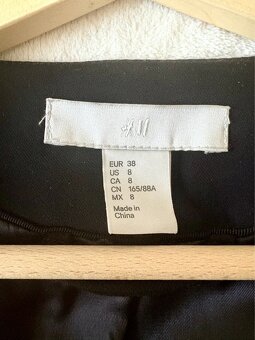 H&M
EUR 38
US 8
CA 8
CN 165/88A
MX 8
Made in
China